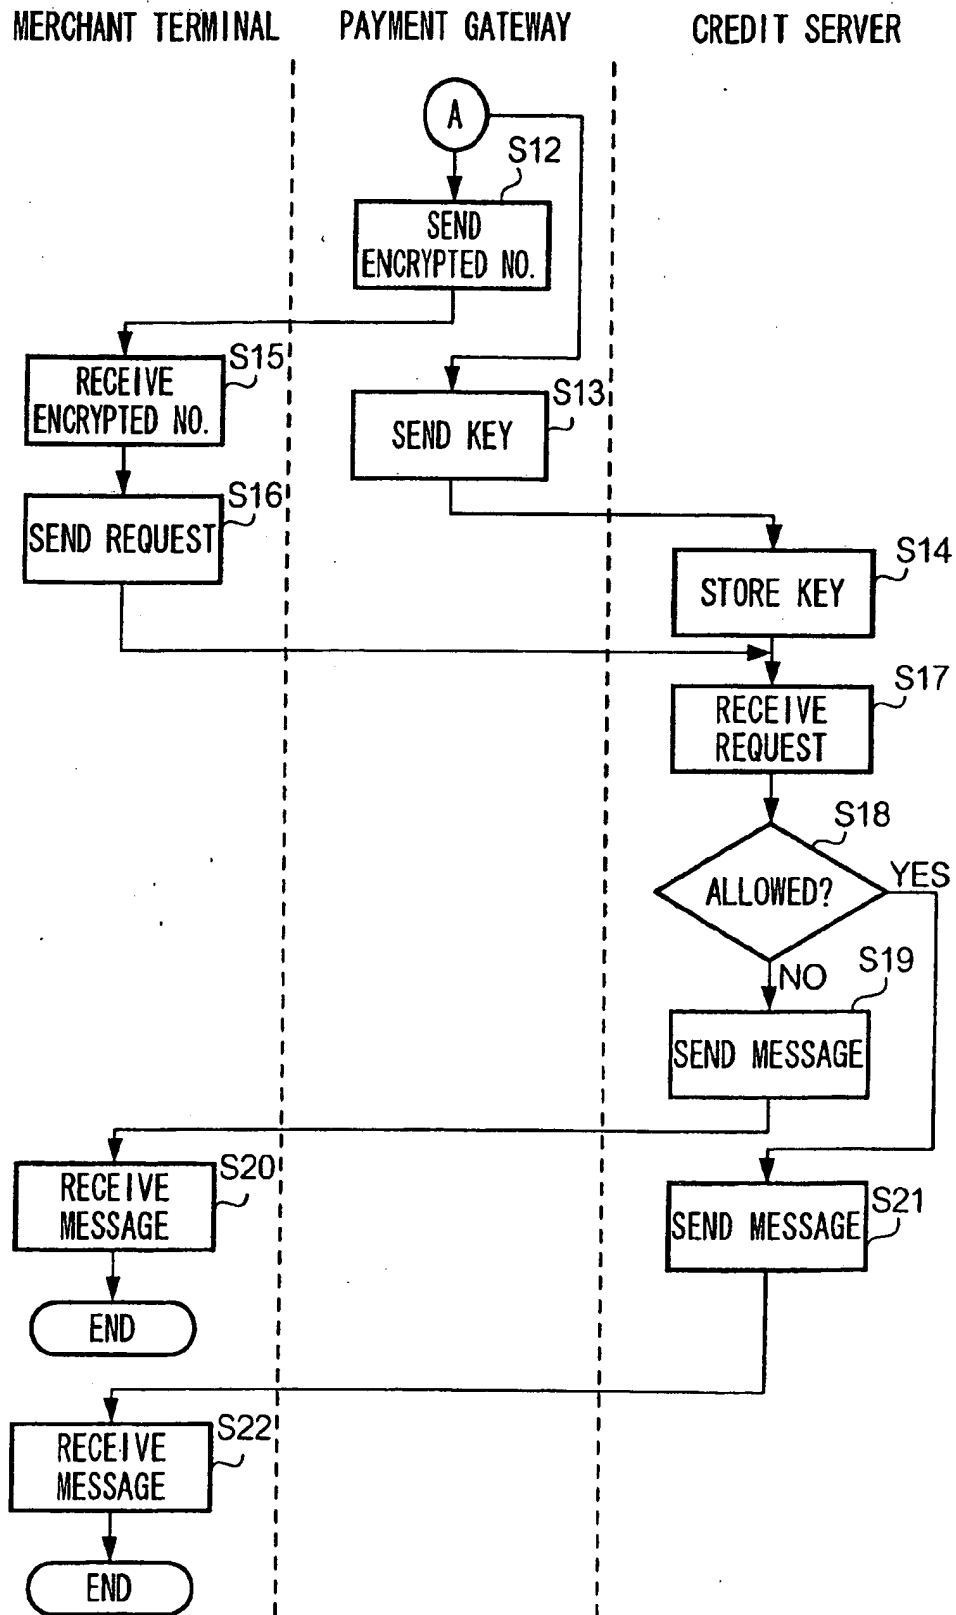 MERCHANT TERMINAL
PAYMENT GATEWAY
CREDIT SERVER
A
S12
SEND
ENCRYPTED NO.
S15
RECEIVE
ENCRYPTED NO.
S13
SEND KEY
S16
SEND REQUEST
S14
STORE KEY
S17
RECEIVE
REQUEST
S18
ALLOWED?
YES
NO
S19
SEND MESSAGE
S20
RECEIVE
MESSAGE
S21
SEND MESSAGE
END
S22
RECEIVE
MESSAGE
END